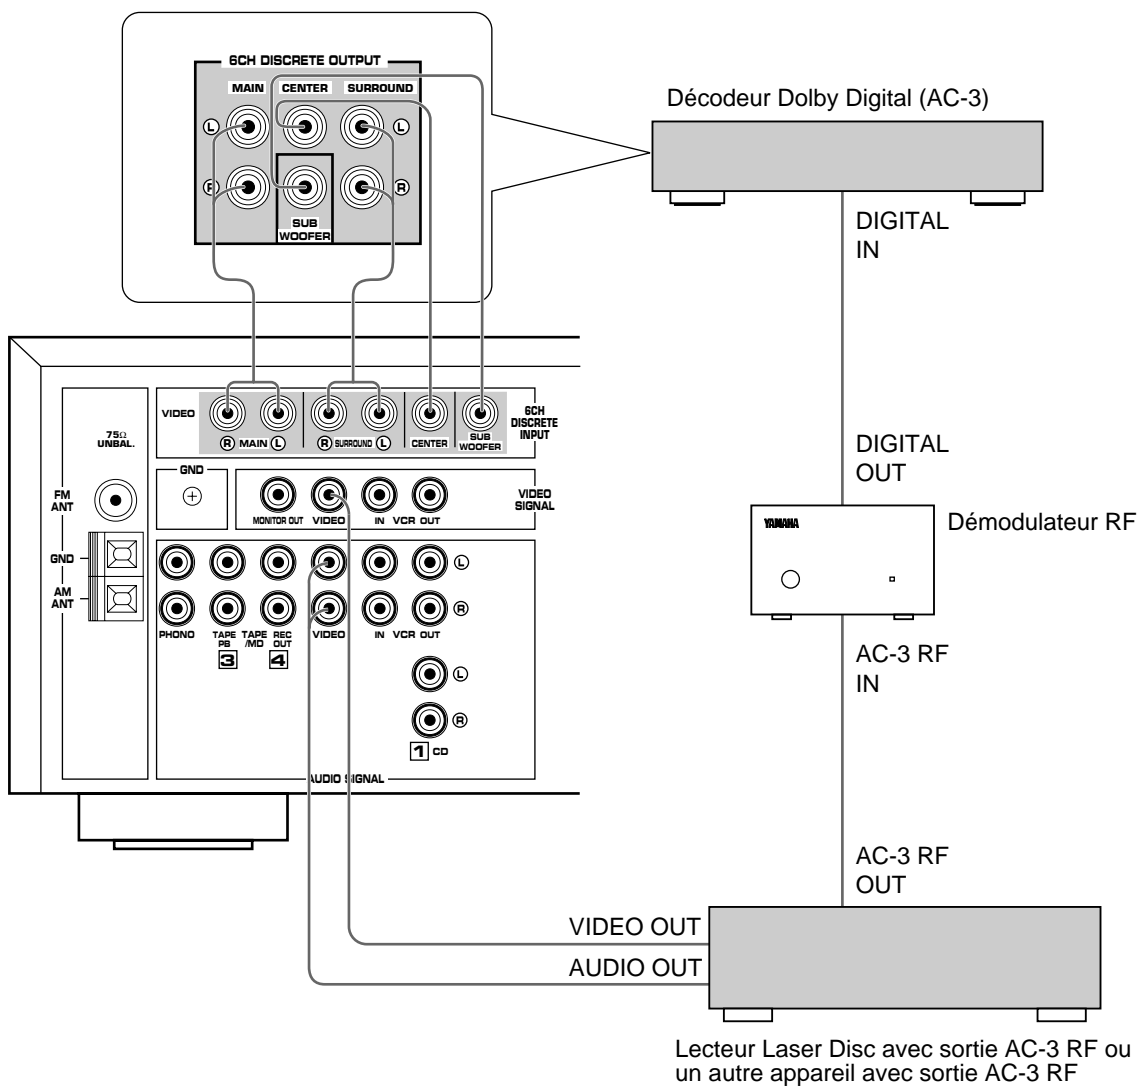 6CH DISCRETE OUTPUT
MAIN CENTER SURROUND
L L
R R
SUB
WOOFER
Décodeur Dolby Digital (AC-3)
DIGITAL
IN
DIGITAL
OUT
YAMAHA
Démodulateur RF
AC-3 RF
IN
AC-3 RF
OUT
VIDEO OUT
AUDIO OUT
Lecteur Laser Disc avec sortie AC-3 RF ou
un autre appareil avec sortie AC-3 RF
75Ω
UNBAL.
FM
ANT
GND
AM
ANT
VIDEO
R MAIN L
R SURROUND L
CENTER
SUB
WOOFER
6CH
DISCRETE
INPUT
GND
MONITOR OUT VIDEO IN VCR OUT
VIDEO
SIGNAL
L
R
PHONO
TAPE
PB
3
TAPE
/MD
REC
OUT
4
VIDEO
IN VCR OUT
L
R
1 CD
AUDIO SIGNAL